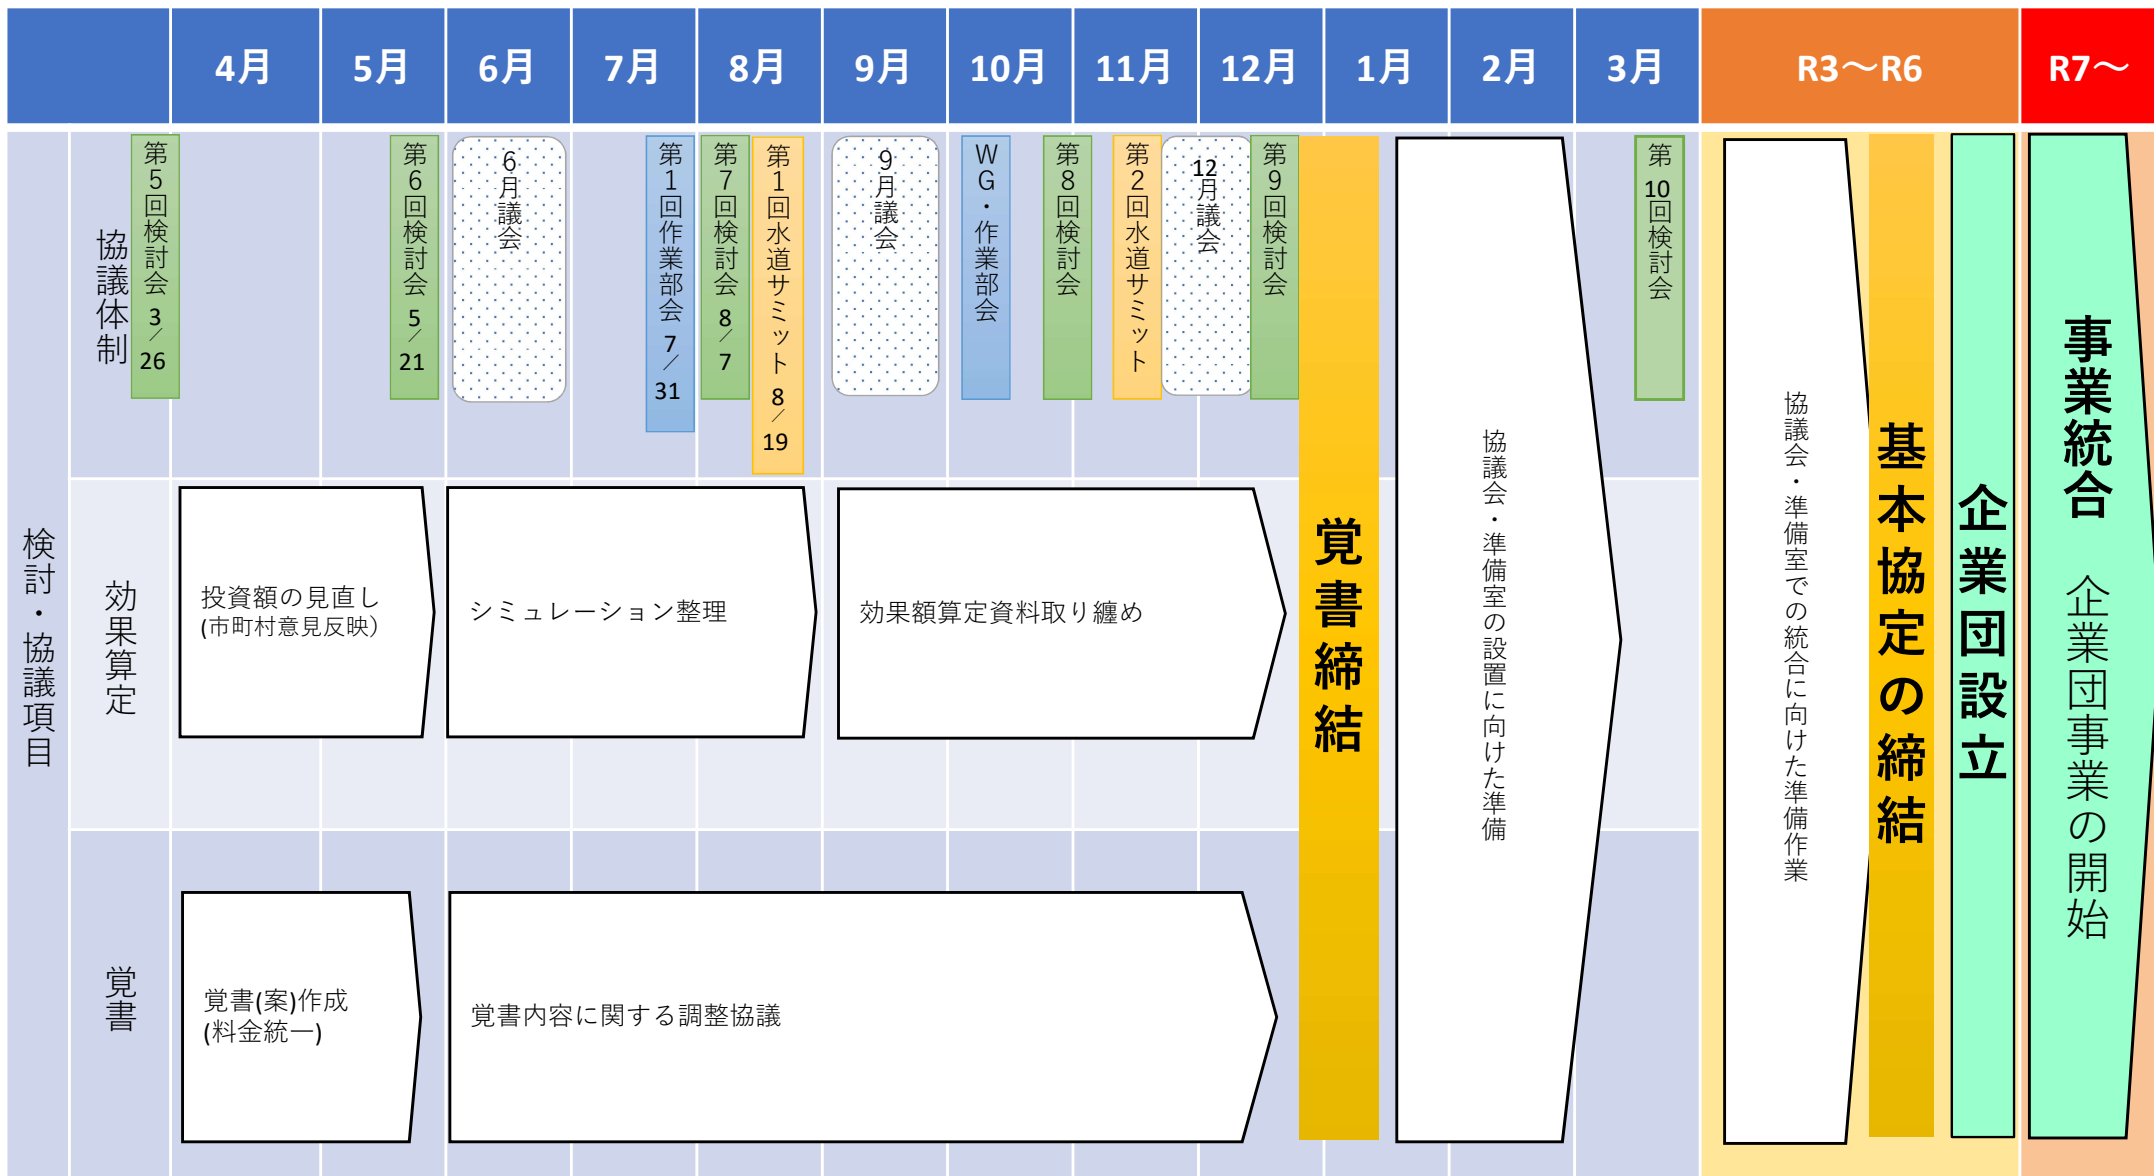 4月
5月
6月
7月
8月
9月
10月
11月
12月
1月
2月
3月
R3～R6
R7～
検討・協議項目
協議体制
第5回検討会 3／26
第6回検討会 5／21
6月議会
第1回作業部会 7／31
第7回検討会 8／7
第1回水道サミット 8／19
9月議会
WG・作業部会
第8回検討会
第2回水道サミット
12月議会
第9回検討会
第10回検討会
効果算定
投資額の見直し
(市町村意見反映）
シミュレーション整理
効果額算定資料取り纏め
覚書
覚書(案)作成
(料金統一)
覚書内容に関する調整協議
覚書締結
協議会・準備室の設置に向けた準備
協議会・準備室での統合に向けた準備作業
基本協定の締結
企業団設立
事業統合 企業団事業の開始